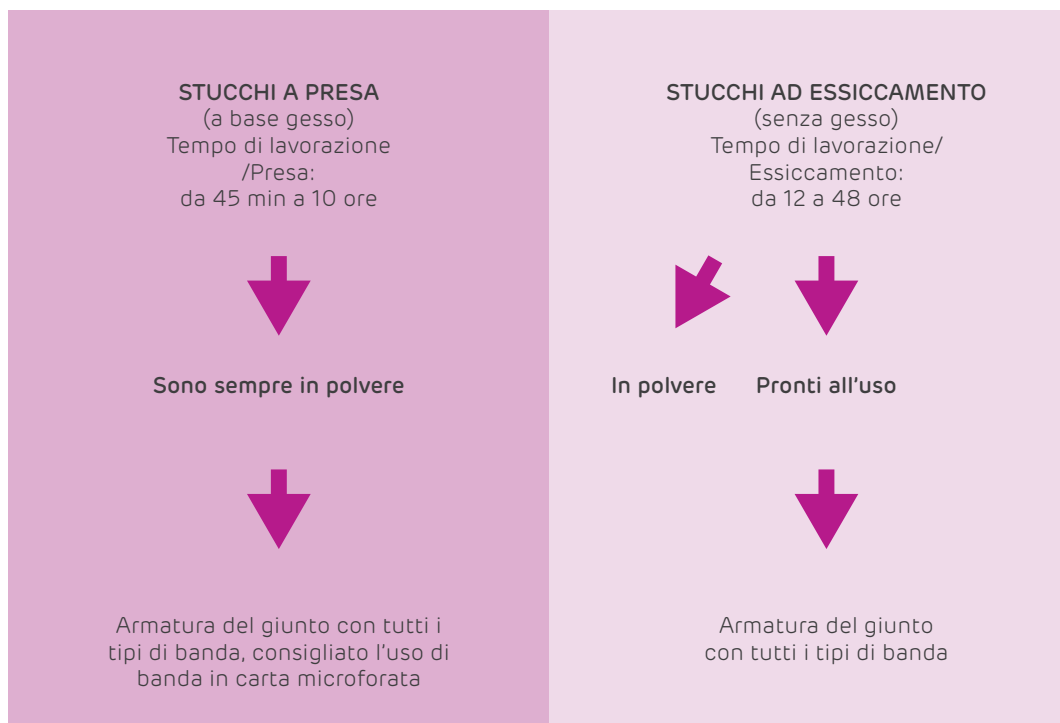 STUCCHI A PRESA
(a base gesso)
Tempo di lavorazione
/Presa:
da 45 min a 10 ore
Sono sempre in polvere
Armatura del giunto con tutti i
tipi di banda, consigliato l'uso di
banda in carta microforata
STUCCHI AD ESSICCAMENTO
(senza gesso)
Tempo di lavorazione/
Essiccamento:
da 12 a 48 ore
In polvere
Pronti all'uso
Armatura del giunto
con tutti i tipi di banda